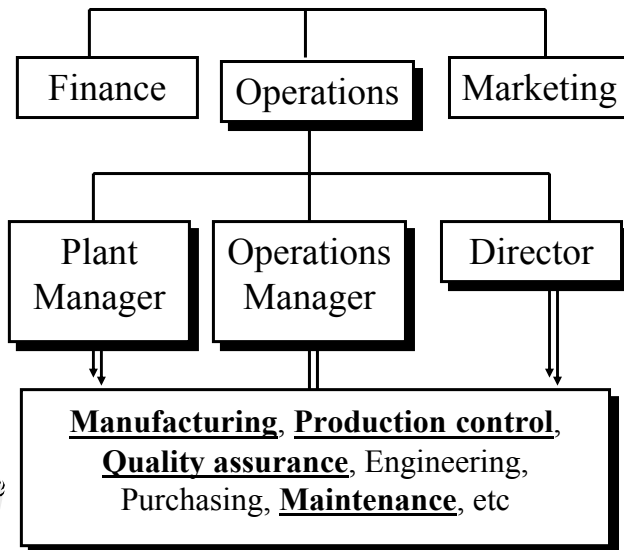 Finance
Operations
Marketing
Plant
Manager
Operations
Manager
Director
Manufacturing, Production control,
Quality assurance, Engineering,
Purchasing, Maintenance, etc